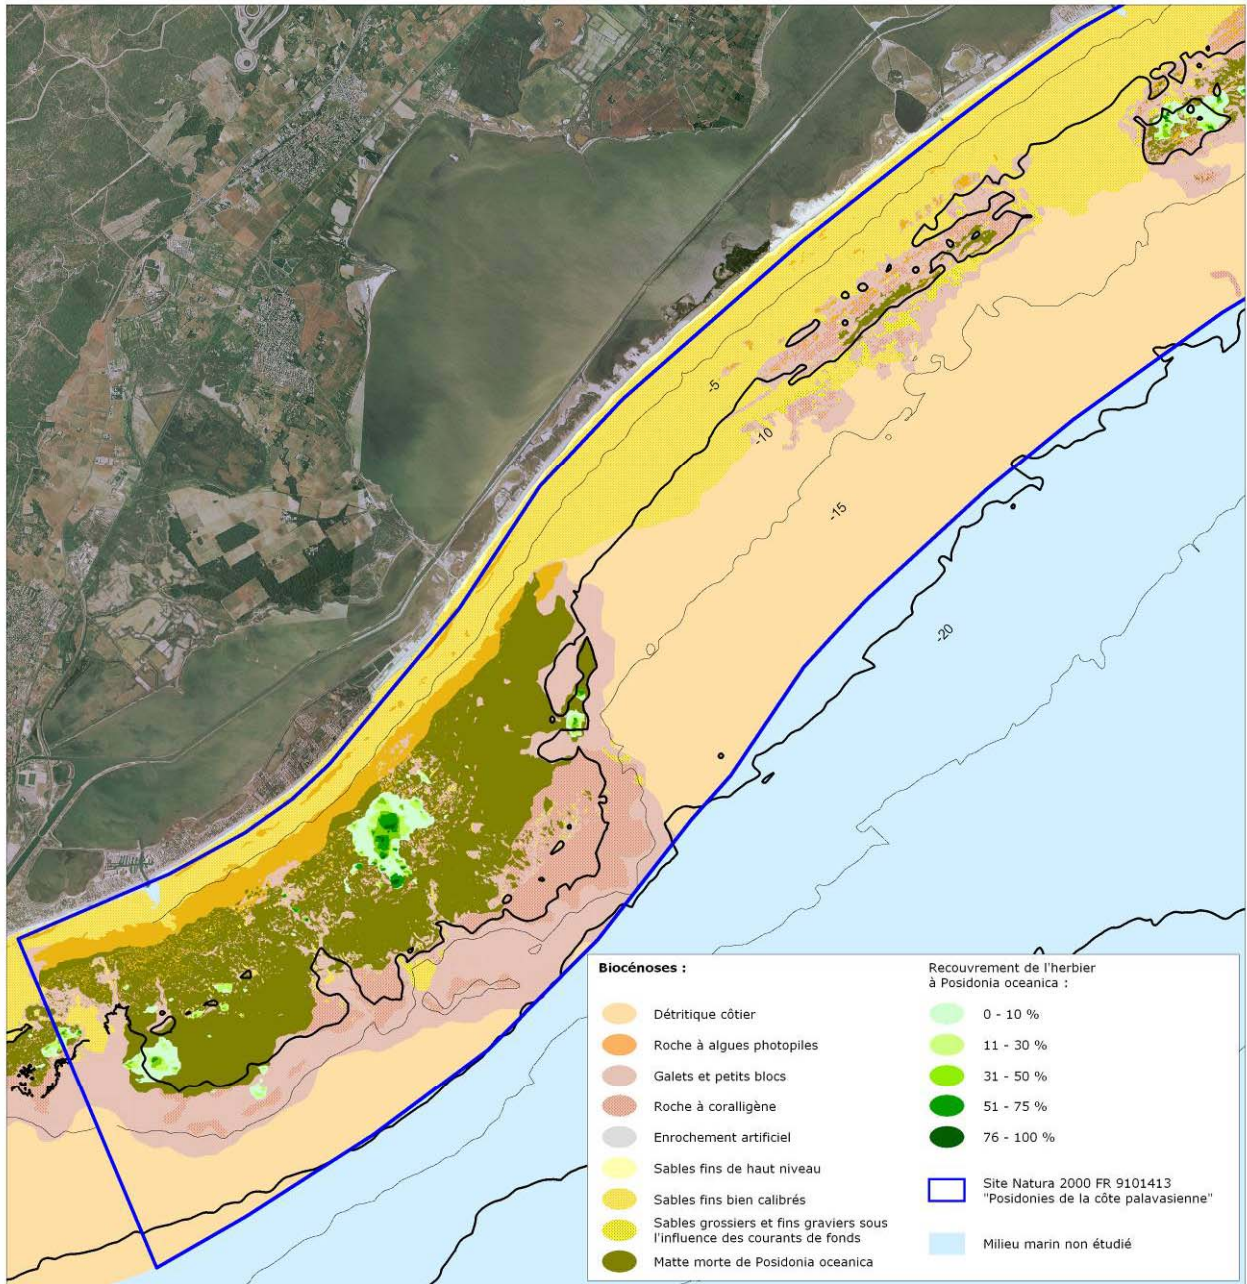 -5
-10
-15
-20
Biocénoses :
Détritique côtier
Roche à algues photopiles
Galets et petits blocs
Roche à coralligène
Enrochement artificiel
Sables fins de haut niveau
Sables fins bien calibrés
Sables grossiers et fins graviers sous
l'influence des courants de fonds
Matte morte de Posidonia oceanica
Recouvrement de l'herbier
à Posidonia oceanica :
0 - 10 %
11 - 30 %
31 - 50 %
51 - 75 %
76 - 100 %
Site Natura 2000 FR 9101413
"Posidonies de la côte palavasienne"
Milieu marin non étudié